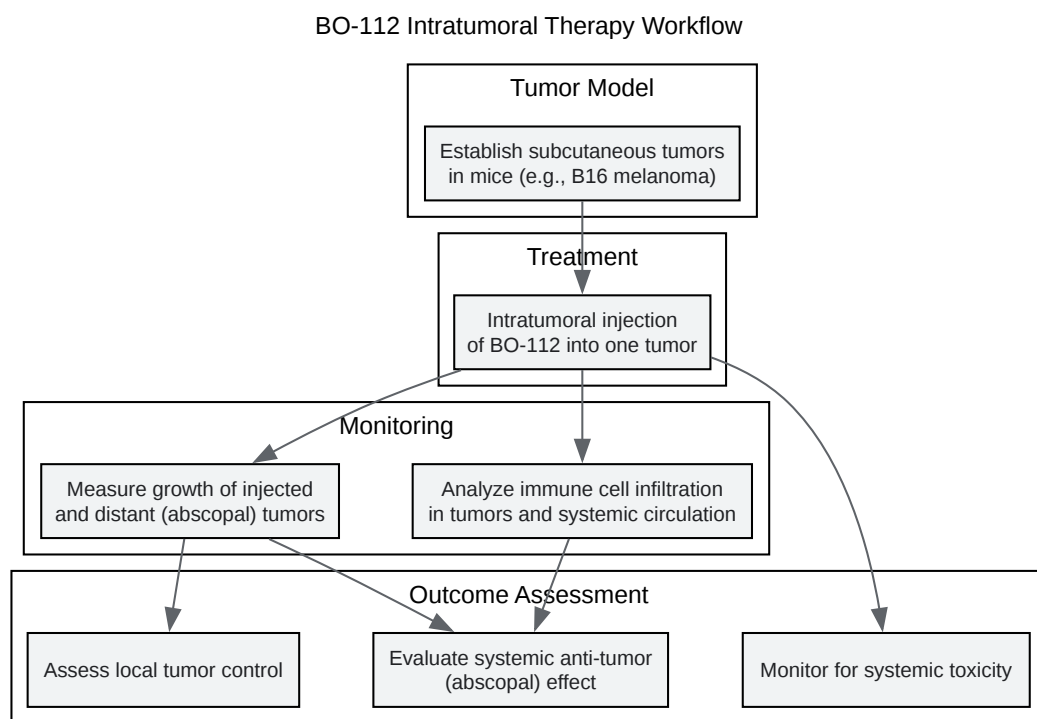 BO-112 Intratumoral Therapy Workflow
Tumor Model
Establish subcutaneous tumors
in mice (e.g., B16 melanoma)
Treatment
Intratumoral injection
of BO-112 into one tumor
Monitoring
Measure growth of injected
and distant (abscopal) tumors
Analyze immune cell infiltration
in tumors and systemic circulation
Outcome Assessment
Assess local tumor control
Evaluate systemic anti-tumor
(abscopal) effect
Monitor for systemic toxicity